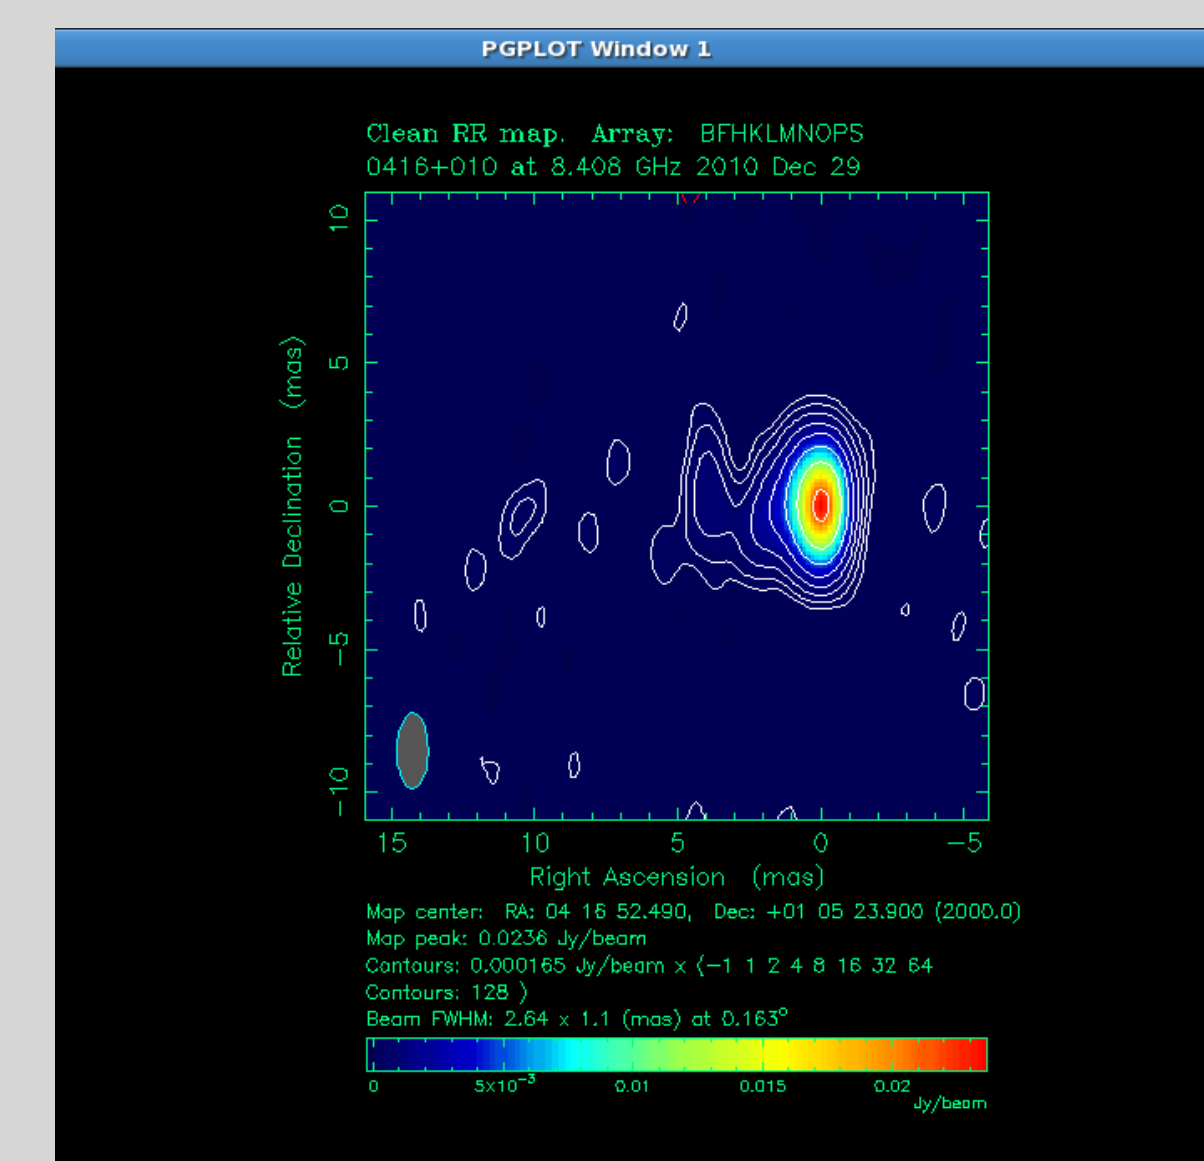 PGPLOT Window 1
Clean RR map. Array: BFHKLMNOPS
0416+010 at 8.408 GHz 2010 Dec 29
10
5
0
−5
−10
Relative Declination (mas)
15 10 5 0 −5
Right Ascension (mas)
Map center: RA: 04 16 52.490, Dec: +01 05 23.900 (2000.0)
Map peak: 0.0236 Jy/beam
Contours: 0.000165 Jy/beam x (−1 1 2 4 8 16 32 64
Contours: 128 )
Beam FWHM: 2.64 x 1.1 (mas) at 0.163°
0 5×10⁻³ 0.01 0.015 0.02
Jy/beam